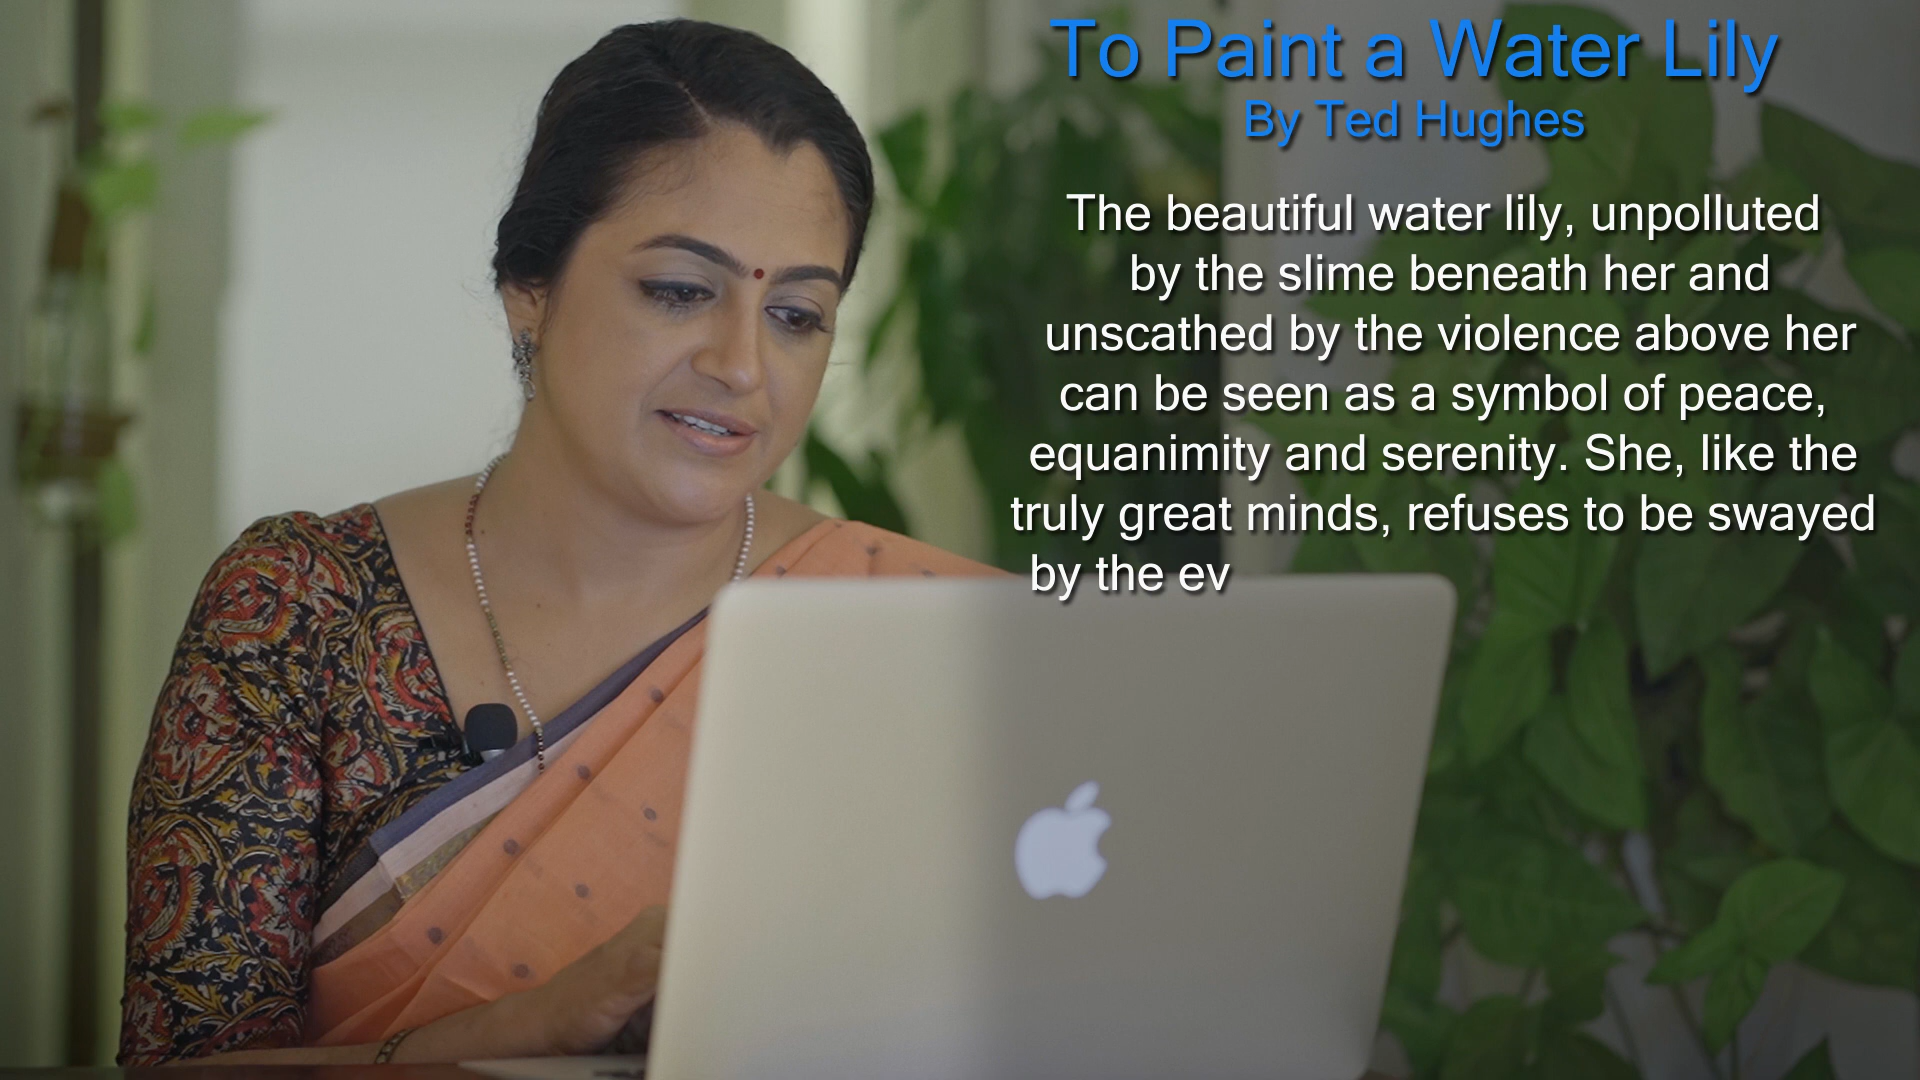 To Paint a Water Lily
By Ted Hughes
The beautiful water lily, unpolluted
by the slime beneath her and
unscathed by the violence above her
can be seen as a symbol of peace,
equanimity and serenity. She, like the
truly great minds, refuses to be swayed
by the ev